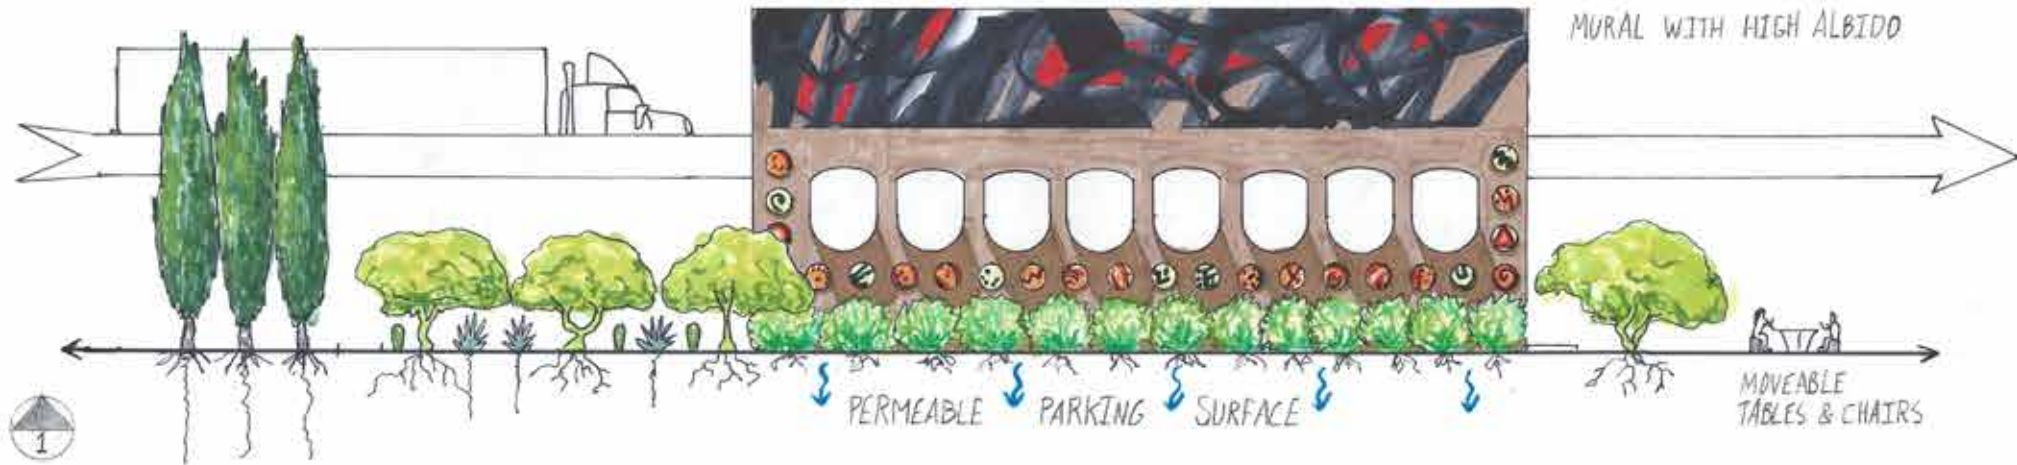 MURAL WITH HIGH ALBIDO
PERMEABLE PARKING SURFACE
MOVEABLE
TABLES & CHAIRS
1